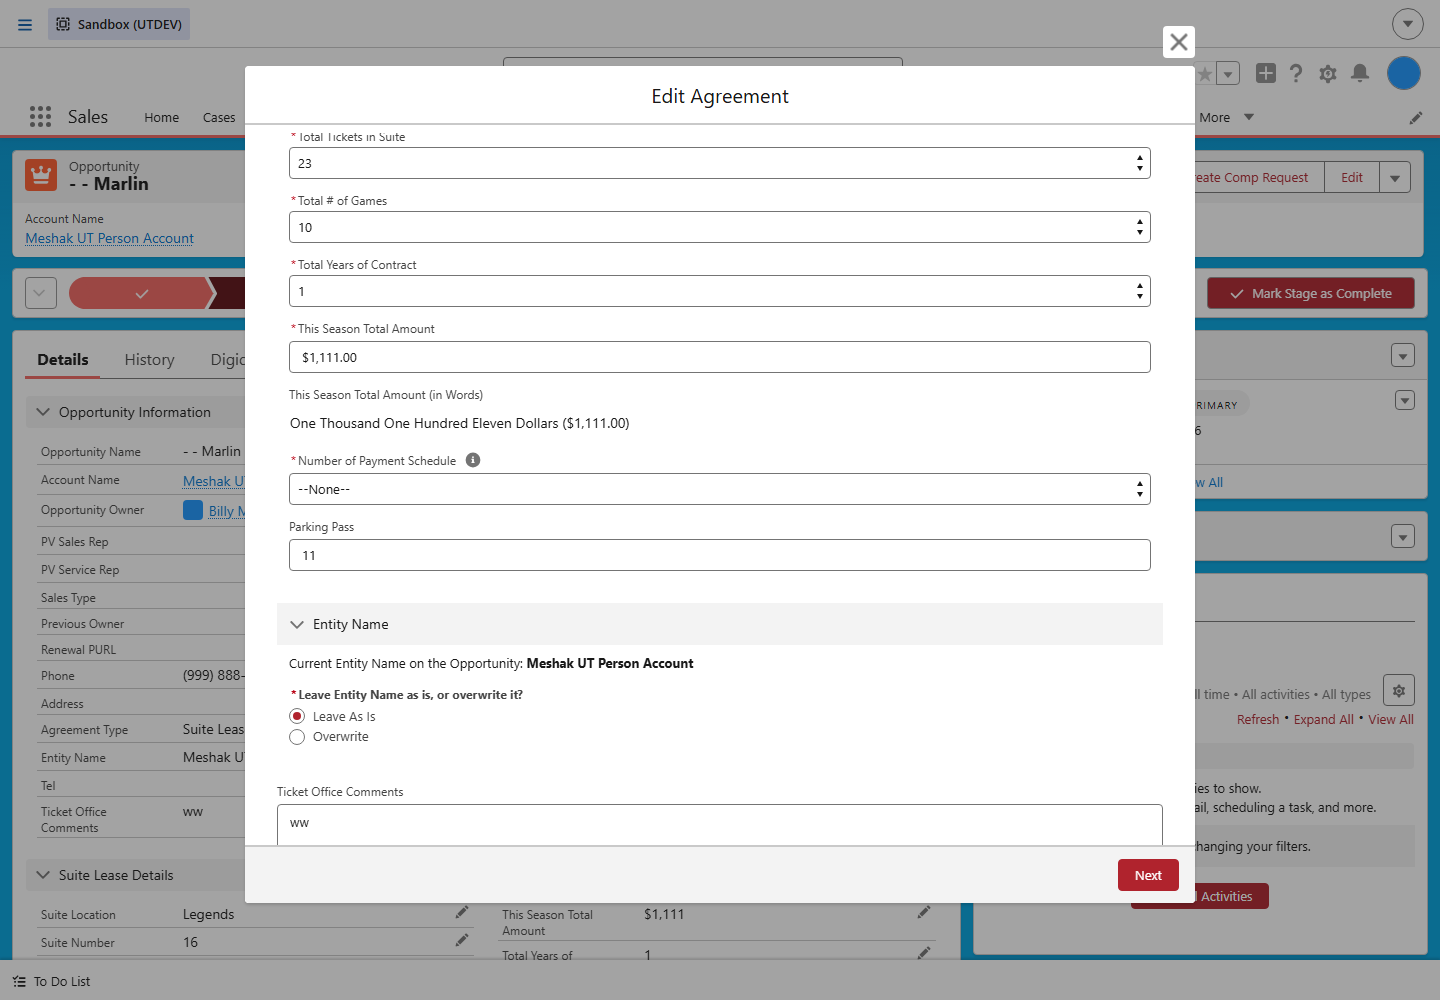 Sandbox (UTDEV)
Sales
Home
Cases
More
Opportunity
- - Marlin
Account Name
Meshak UT Person Account
Create Comp Request
Edit
Mark Stage as Complete
Details
History
Opportunity Information
Opportunity Name
- - Marlin
Account Name
Meshak U
Opportunity Owner
Billy M
PV Sales Rep
PV Service Rep
Sales Type
Previous Owner
Renewal PURL
Phone
(999) 888-
Address
Agreement Type
Suite Leas
Entity Name
Meshak U
Tel
Ticket Office
Comments
ww
Suite Lease Details
Suite Location
Legends
Suite Number
16
This Season Total
Amount
$1,111
Total Years of
1
Edit Agreement
*Total Tickets in Suite
23
*Total # of Games
10
*Total Years of Contract
1
*This Season Total Amount
$1,111.00
This Season Total Amount (in Words)
One Thousand One Hundred Eleven Dollars ($1,111.00)
*Number of Payment Schedule
--None--
Parking Pass
11
Entity Name
Current Entity Name on the Opportunity: Meshak UT Person Account
*Leave Entity Name as is, or overwrite it?
Leave As Is
Overwrite
Ticket Office Comments
ww
Next
RIMARY
6
w All
ll time • All activities • All types
Refresh • Expand All • View All
ies to show.
ail, scheduling a task, and more.
hanging your filters.
Activities
To Do List